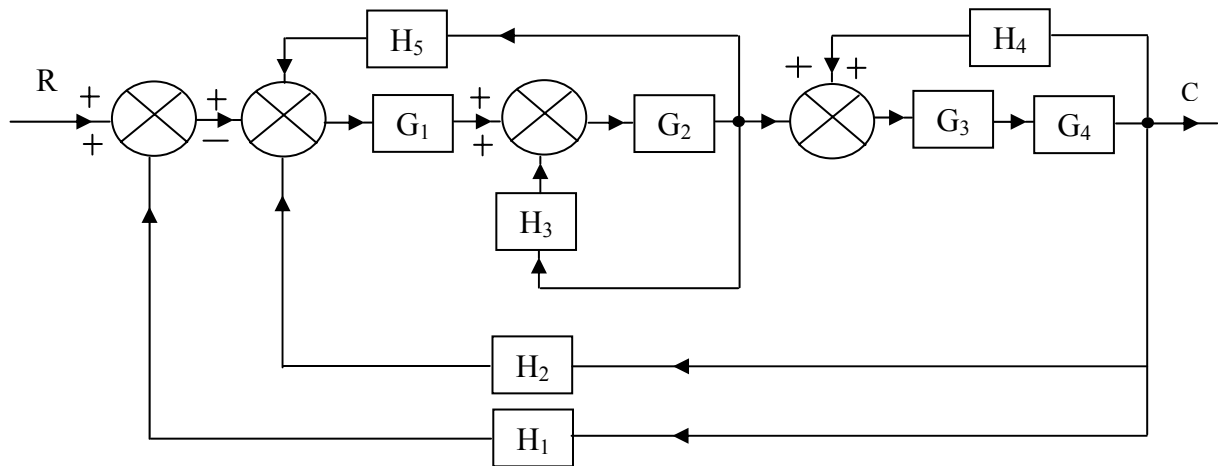 H₅
H₄
R
+
+
+
−
G₁
+
+
G₂
+
+
G₃
G₄
C
H₃
H₂
H₁